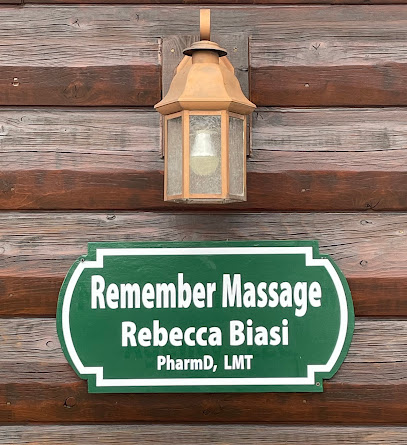 Remember Massage
Rebecca Biasi
PharmD, LMT